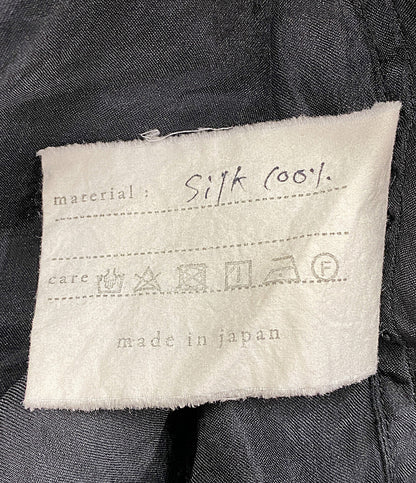 material : silk 100%.
care Ⓕ
made in japan